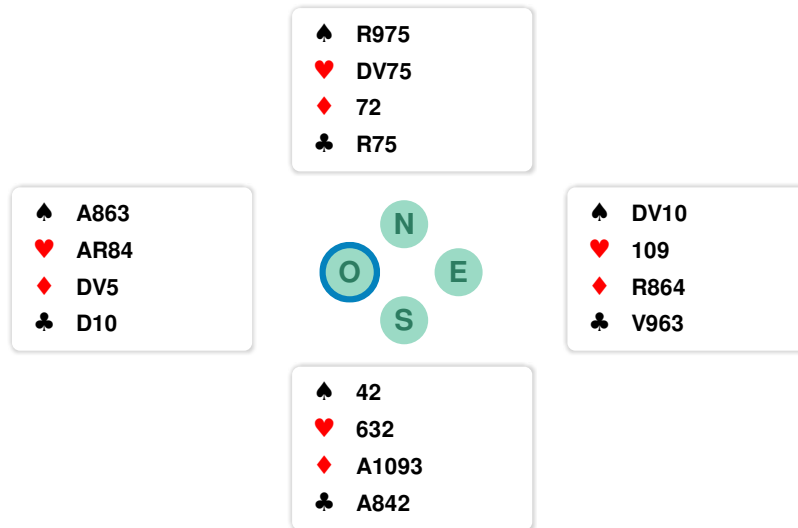 ♠ R975
♥ DV75
♦ 72
♣ R75
♠ A863
♥ AR84
♦ DV5
♣ D10
N
O
E
S
♠ DV10
♥ 109
♦ R864
♣ V963
♠ 42
♥ 632
♦ A1093
♣ A842